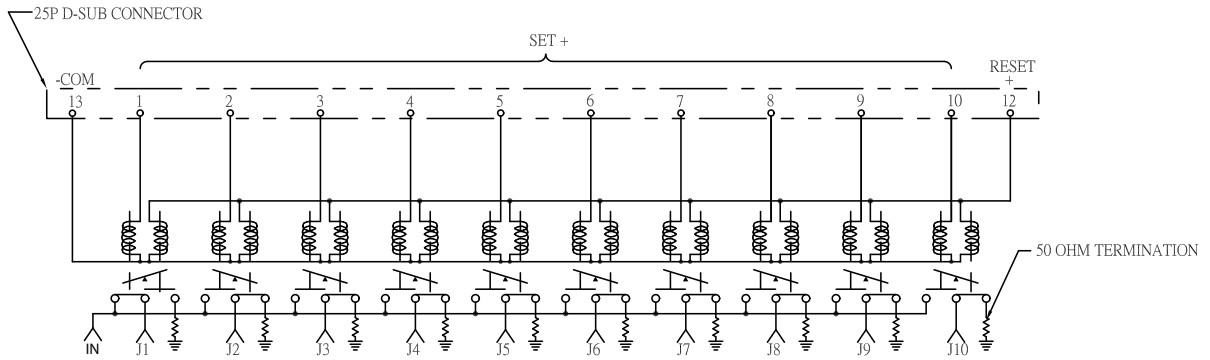 25P D-SUB CONNECTOR
SET +
-COM
RESET
+
13 1 2 3 4 5 6 7 8 9 10 12
50 OHM TERMINATION
IN J1 J2 J3 J4 J5 J6 J7 J8 J9 J10